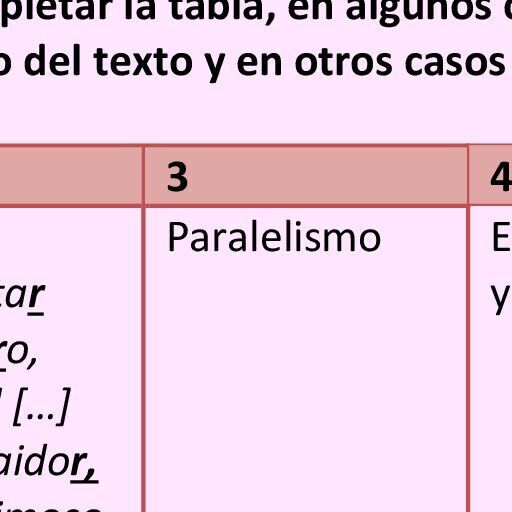 pletar la tabla, en algunos
o del texto y en otros casos
3 4
Paralelismo E
tar y
ro,
[...]
aidor,